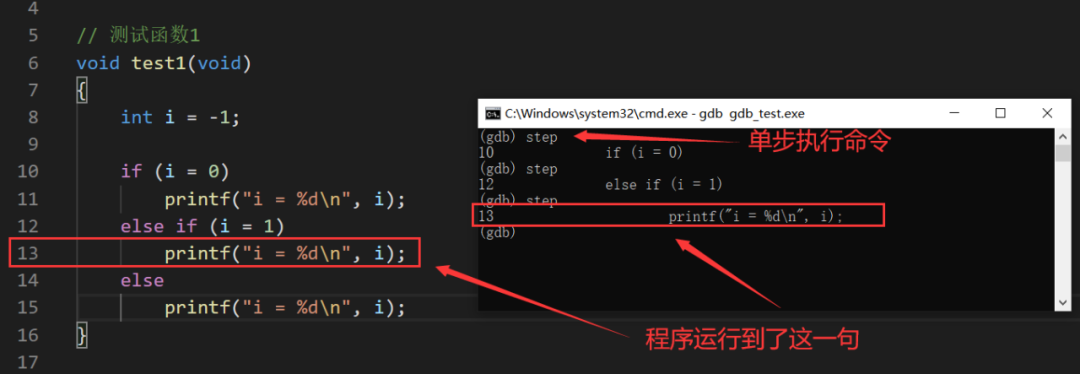 4
5 // 测试函数1
6 void test1(void)
7 {
8 int i = -1;
9
10 if (i = 0)
11 printf("i = %d\n", i);
12 else if (i = 1)
13 printf("i = %d\n", i);
14 else
15 printf("i = %d\n", i);
16 }
17
C:\Windows\system32\cmd.exe - gdb gdb_test.exe
(gdb) step
10 if (i = 0)
(gdb) step
12 else if (i = 1)
(gdb) step
13 printf("i = %d\n", i);
(gdb)
单步执行命令
程序运行到了这一句